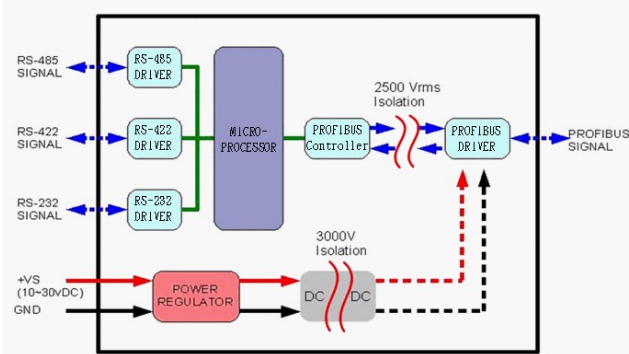 RS-485
SIGNAL
RS-485
DRIVER
RS-422
SIGNAL
RS-422
DRIVER
RS-232
SIGNAL
RS-232
DRIVER
MICRO-
PROCESSOR
PROFIBUS
Controller
2500 Vrms
Isolation
PROFIBUS
DRIVER
PROFIBUS
SIGNAL
+VS
(10~30vDC)
GND
POWER
REGULATOR
3000V
Isolation
DC
DC